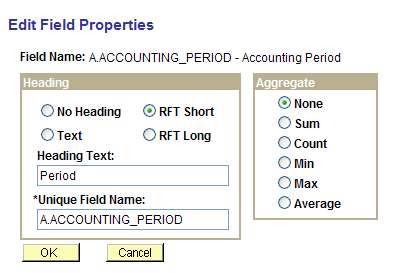 Edit Field Properties
Field Name: A.ACCOUNTING_PERIOD - Accounting Period
Heading
No Heading RFT Short
Text RFT Long
Heading Text:
Period
*Unique Field Name:
A.ACCOUNTING_PERIOD
Aggregate
None
Sum
Count
Min
Max
Average
OK Cancel